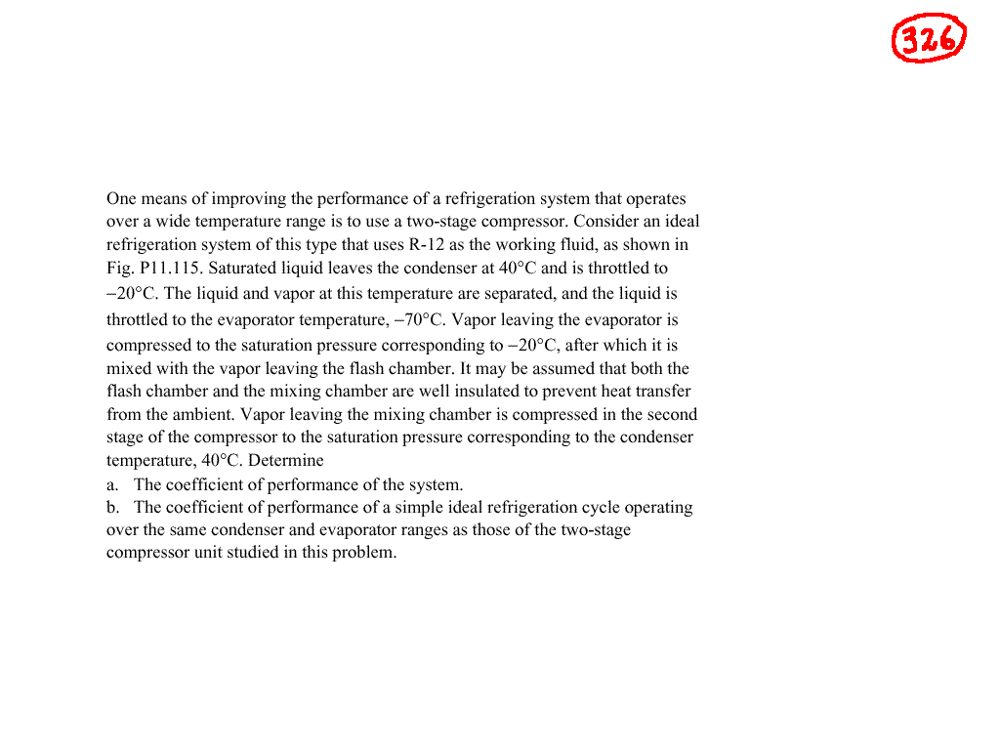 326
One means of improving the performance of a refrigeration system that operates
over a wide temperature range is to use a two-stage compressor. Consider an ideal
refrigeration system of this type that uses R-12 as the working fluid, as shown in
Fig. P11.115. Saturated liquid leaves the condenser at 40°C and is throttled to
−20°C. The liquid and vapor at this temperature are separated, and the liquid is
throttled to the evaporator temperature, −70°C. Vapor leaving the evaporator is
compressed to the saturation pressure corresponding to −20°C, after which it is
mixed with the vapor leaving the flash chamber. It may be assumed that both the
flash chamber and the mixing chamber are well insulated to prevent heat transfer
from the ambient. Vapor leaving the mixing chamber is compressed in the second
stage of the compressor to the saturation pressure corresponding to the condenser
temperature, 40°C. Determine
a. The coefficient of performance of the system.
b. The coefficient of performance of a simple ideal refrigeration cycle operating
over the same condenser and evaporator ranges as those of the two-stage
compressor unit studied in this problem.